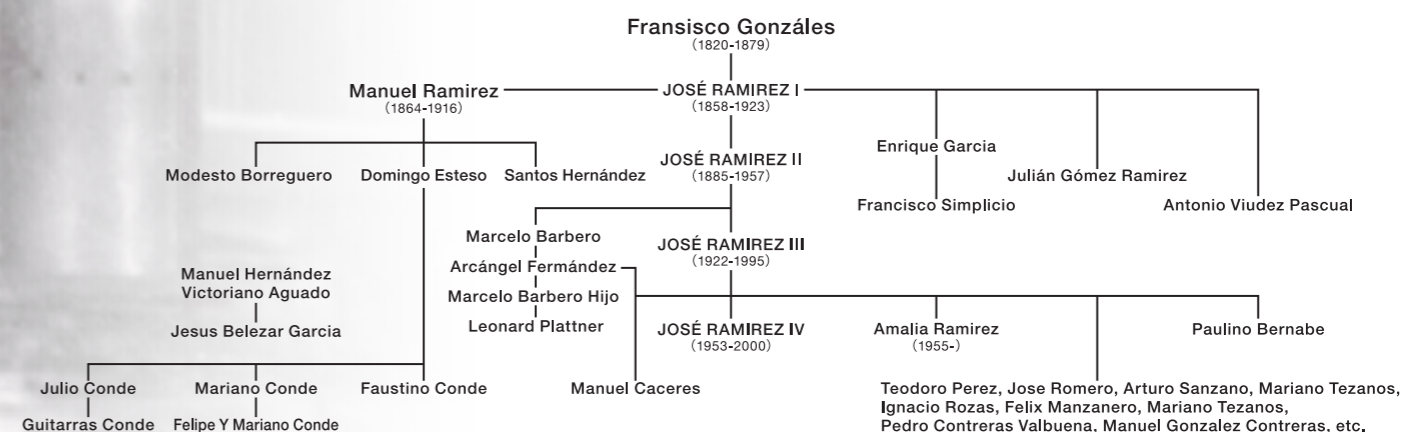 Fransisco Gonzáles
(1820-1879)
Manuel Ramirez
(1864-1916)
JOSÉ RAMIREZ I
(1858-1923)
Enrique Garcia
JOSÉ RAMIREZ II
(1885-1957)
Modesto Borreguero
Domingo Esteso
Santos Hernández
Julián Gómez Ramirez
Francisco Simplicio
Antonio Viudez Pascual
Marcelo Barbero
JOSÉ RAMIREZ III
(1922-1995)
Arcángel Fermández
Manuel Hernández
Victoriano Aguado
Marcelo Barbero Hijo
Jesus Belezar Garcia
Leonard Plattner
JOSÉ RAMIREZ IV
(1953-2000)
Amalia Ramirez
(1955-)
Paulino Bernabe
Julio Conde
Mariano Conde
Faustino Conde
Manuel Caceres
Guitarras Conde
Felipe Y Mariano Conde
Teodoro Perez, Jose Romero, Arturo Sanzano, Mariano Tezanos,
Ignacio Rozas, Felix Manzanero, Mariano Tezanos,
Pedro Contreras Valbuena, Manuel Gonzalez Contreras, etc.